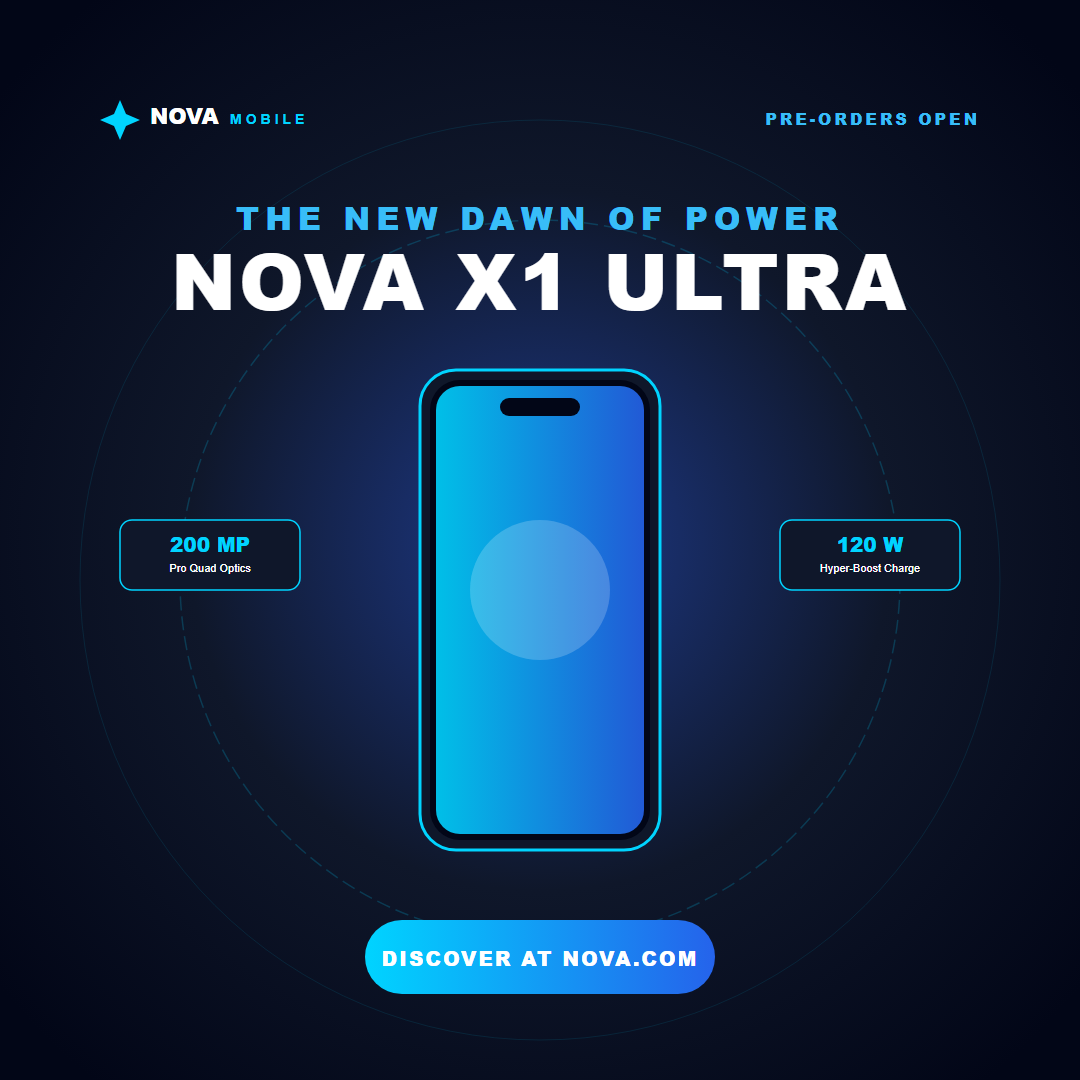 NOVA MOBILE
PRE-ORDERS OPEN
THE NEW DAWN OF POWER
NOVA X1 ULTRA
200 MP
Pro Quad Optics
120 W
Hyper-Boost Charge
DISCOVER AT NOVA.COM